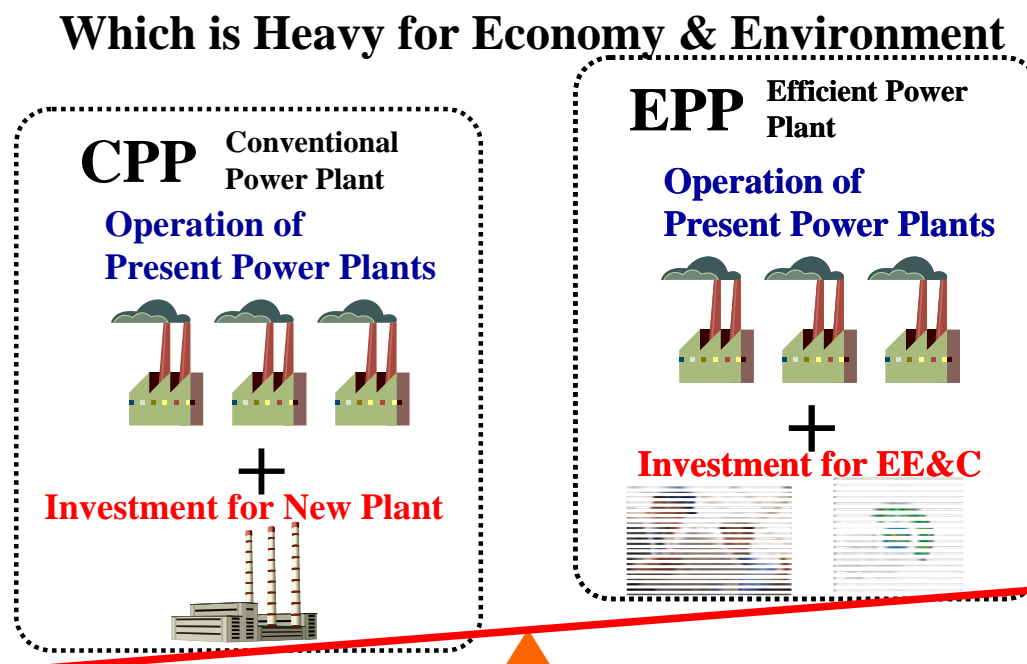 Which is Heavy for Economy & Environment
CPP
Conventional
Power Plant
Operation of
Present Power Plants
+
Investment for New Plant
EPP
Efficient Power
Plant
Operation of
Present Power Plants
+
Investment for EE&C